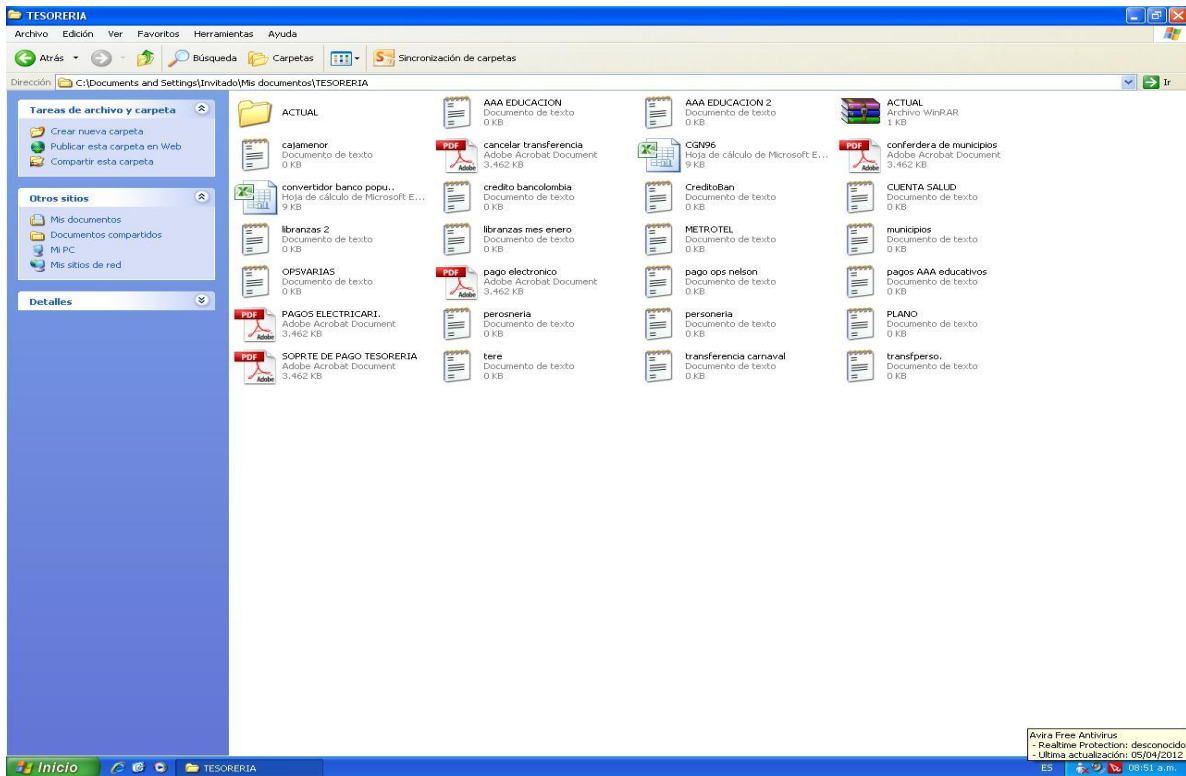 TESORERIA
Archivo Edición Ver Favoritos Herramientas Ayuda
Atrás Búsqueda Carpetas Sincronización de carpetas
Dirección C:\Documents and Settings\Invitado\Mis documentos\TESORERIA Ir
Tareas de archivo y carpeta
Crear nueva carpeta
Publicar esta carpeta en Web
Compartir esta carpeta
Otros sitios
Mis documentos
Documentos compartidos
Mi PC
Mis sitios de red
Detalles
ACTUAL
AAA EDUCACION
Documento de texto
0 KB
AAA EDUCACION 2
Documento de texto
0 KB
ACTUAL
Archivo WinRAR
1 KB
cajamenor
Documento de texto
0 KB
PDF
Adobe
cancelar transferencia
Adobe Acrobat Document
3.462 KB
CGN96
Hoja de cálculo de Microsoft E...
9 KB
PDF
Adobe
conferdera de municipios
Adobe Acrobat Document
3.462 KB
convertidor banco popu..
Hoja de cálculo de Microsoft E...
9 KB
credito bancolombia
Documento de texto
0 KB
CreditoBan
Documento de texto
0 KB
CUENTA SALUD
Documento de texto
0 KB
libranzas 2
Documento de texto
0 KB
libranzas mes enero
Documento de texto
0 KB
METROTEL
Documento de texto
0 KB
municipios
Documento de texto
0 KB
OPSVARIAS
Documento de texto
0 KB
PDF
Adobe
pago electronico
Adobe Acrobat Document
3.462 KB
pago ops nelson
Documento de texto
0 KB
pagos AAA educativos
Documento de texto
0 KB
PDF
Adobe
PAGOS ELECTRICARI.
Adobe Acrobat Document
3.462 KB
perosneria
Documento de texto
0 KB
personeria
Documento de texto
0 KB
PLANO
Documento de texto
0 KB
PDF
Adobe
SOPRTE DE PAGO TESORERIA
Adobe Acrobat Document
3.462 KB
tere
Documento de texto
0 KB
transferencia carnaval
Documento de texto
0 KB
transfperso.
Documento de texto
0 KB
Avira Free Antivirus
- Realtime Protection: desconocido
- Ultima actualización: 05/04/2012
Inicio TESORERIA ES 08:51 a.m.